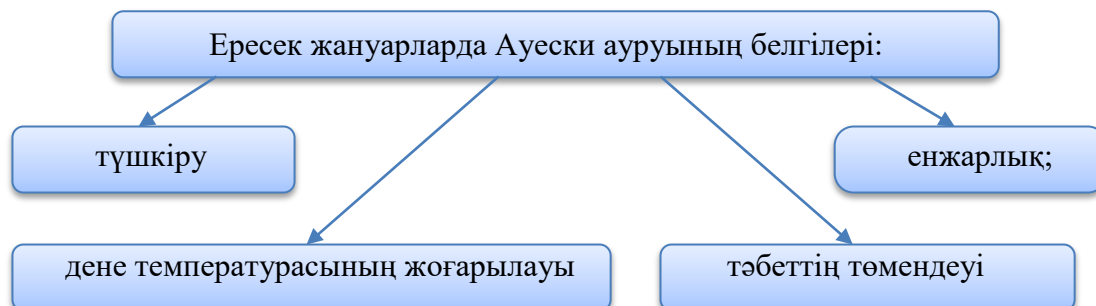 Ересек жануарларда Ауески ауруының белгілері:
түшкіру
енжарлық;
дене температурасының жоғарылауы
тәбеттің төмендеуі